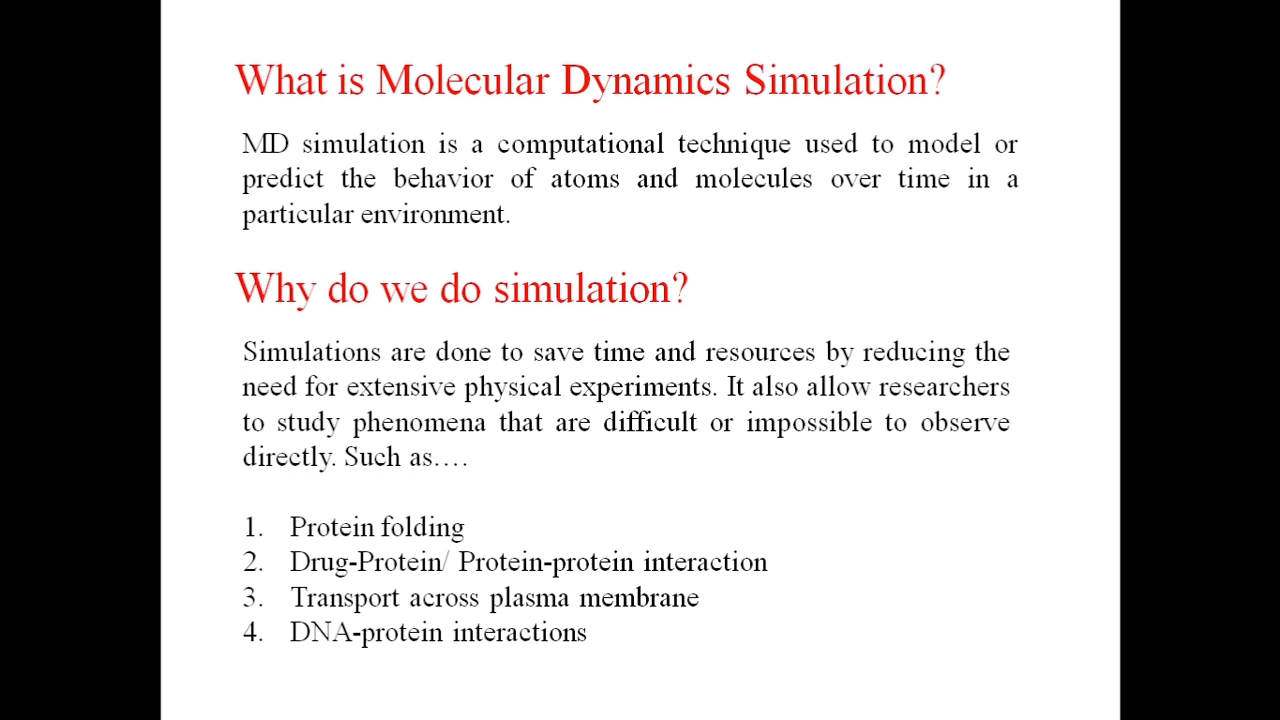 What is Molecular Dynamics Simulation?
MD simulation is a computational technique used to model or
predict the behavior of atoms and molecules over time in a
particular environment.
Why do we do simulation?
Simulations are done to save time and resources by reducing the
need for extensive physical experiments. It also allow researchers
to study phenomena that are difficult or impossible to observe
directly. Such as….
1. Protein folding
2. Drug-Protein/ Protein-protein interaction
3. Transport across plasma membrane
4. DNA-protein interactions